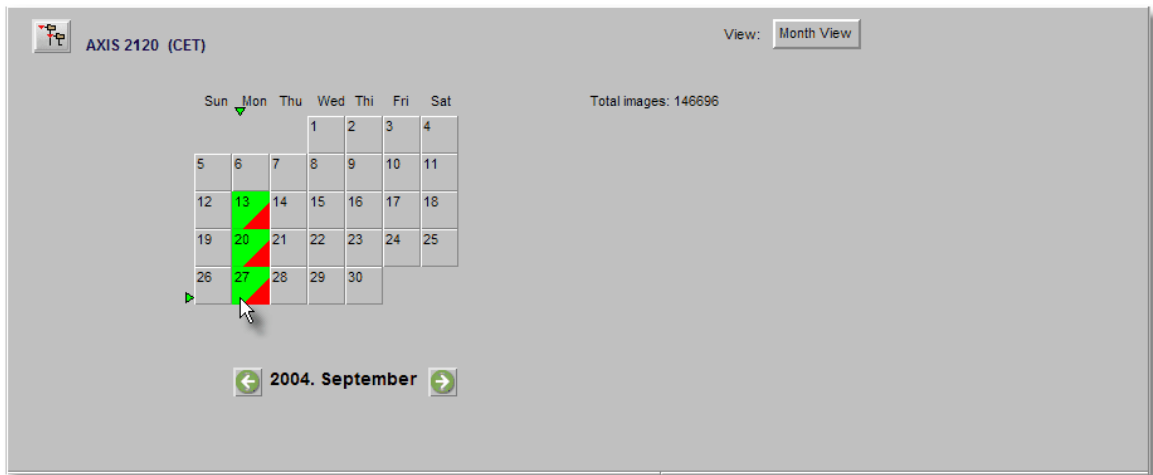 AXIS 2120 (CET)
View: Month View
Sun Mon Thu Wed Thi Fri Sat
Total images: 146696
1 2 3 4
5 6 7 8 9 10 11
12 13 14 15 16 17 18
19 20 21 22 23 24 25
26 27 28 29 30
2004. September